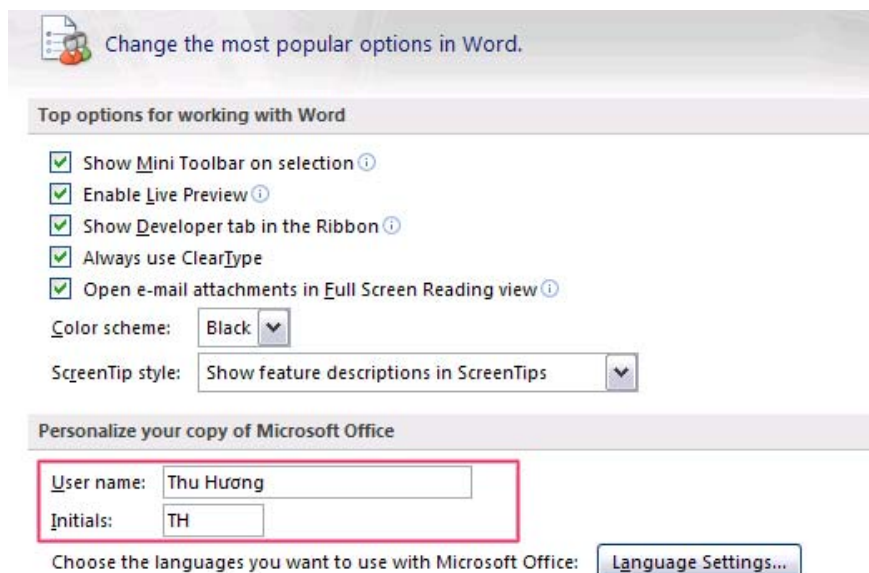 Change the most popular options in Word.
Top options for working with Word
Show Mini Toolbar on selection
Enable Live Preview
Show Developer tab in the Ribbon
Always use ClearType
Open e-mail attachments in Full Screen Reading view
Color scheme: Black
ScreenTip style: Show feature descriptions in ScreenTips
Personalize your copy of Microsoft Office
User name: Thu Hương
Initials: TH
Choose the languages you want to use with Microsoft Office: Language Settings...